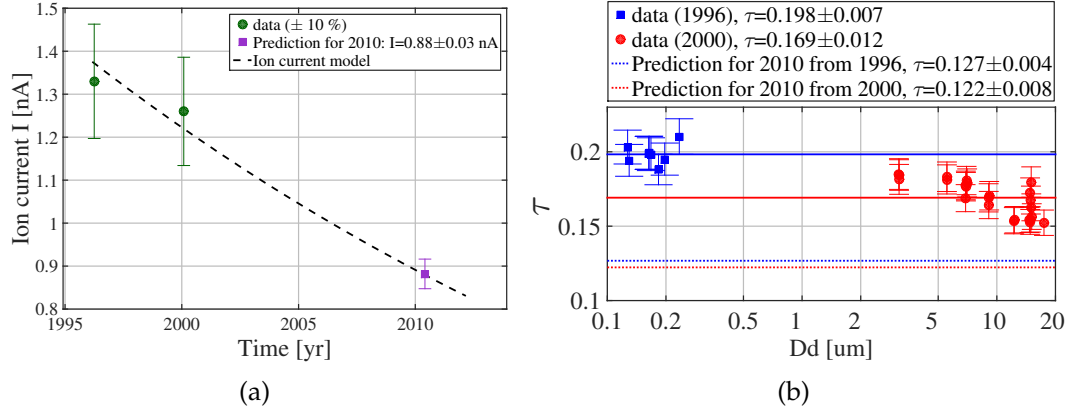 1.5
1.4
1.3
1.2
1.1
1
0.9
0.8
Ion current I [nA]
data (± 10 %)
Prediction for 2010: I=0.88±0.03 nA
Ion current model
1995 2000 2005 2010
Time [yr]
(a)
data (1996), τ=0.198±0.007
data (2000), τ=0.169±0.012
Prediction for 2010 from 1996, τ=0.127±0.004
Prediction for 2010 from 2000, τ=0.122±0.008
0.2
0.15
0.1
τ
0.1 0.2 0.5 1 2 5 10 20
Dd [um]
(b)